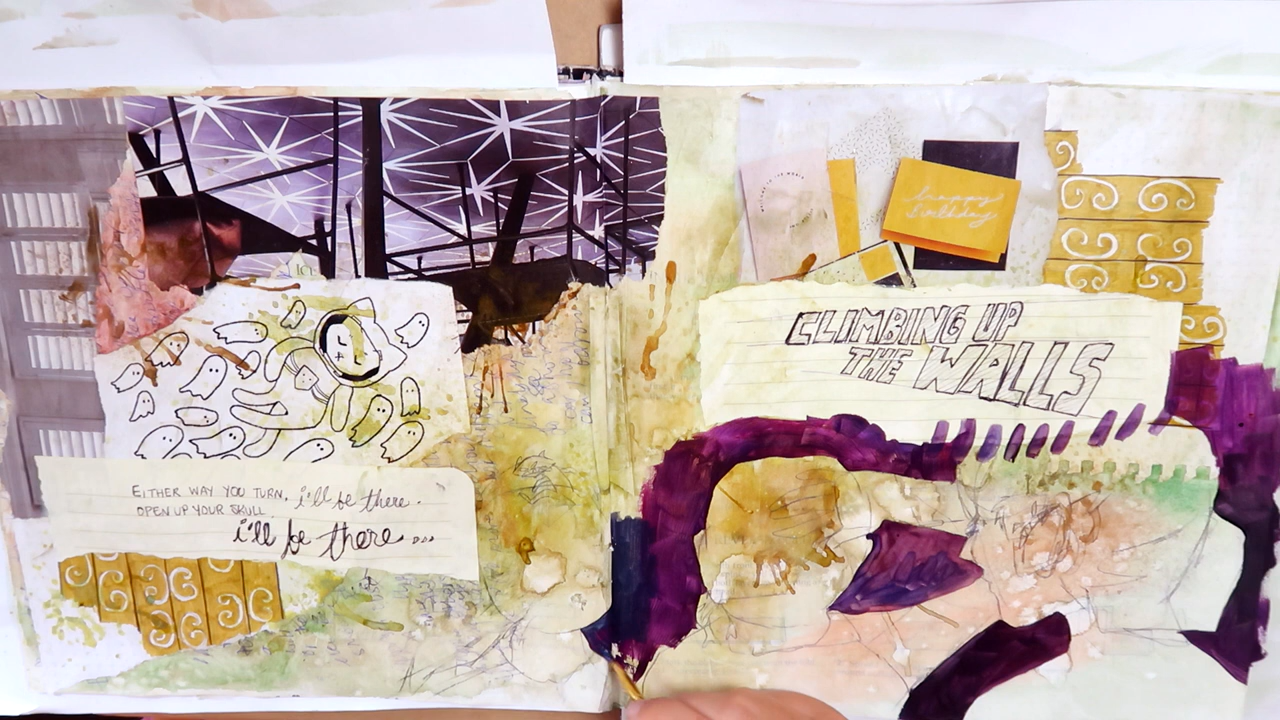 EITHER WAY YOU TURN, i'll be there.
OPEN UP YOUR SKULL
i'll be there...
happy
birthday
CLIMBING UP
THE WALLS